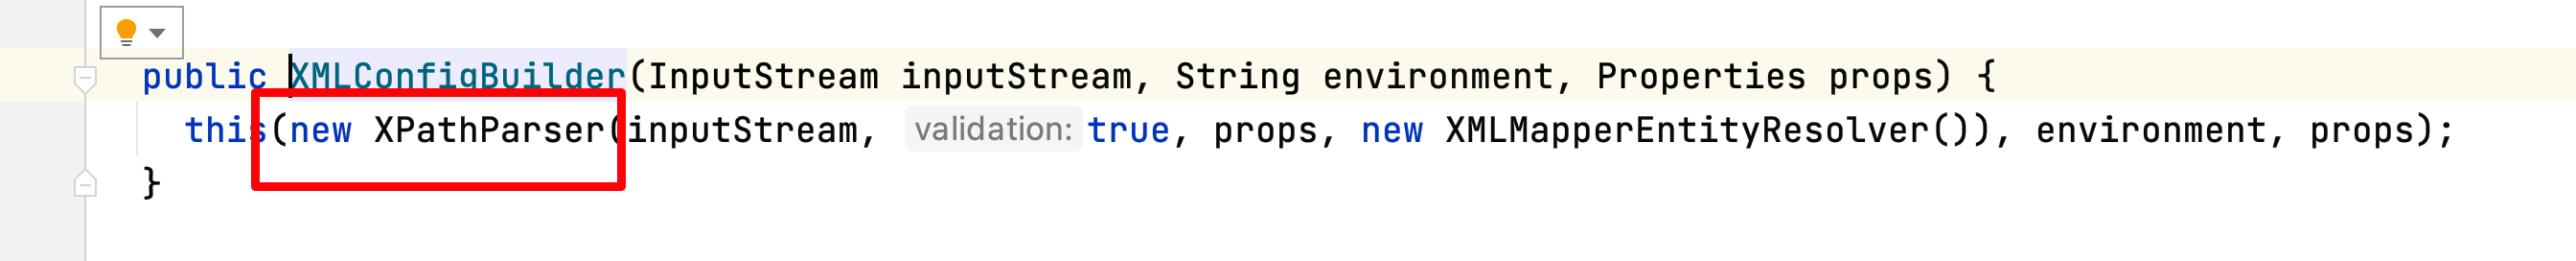 public XMLConfigBuilder(InputStream inputStream, String environment, Properties props) {
this(new XPathParser(inputStream, validation: true, props, new XMLMapperEntityResolver()), environment, props);
}